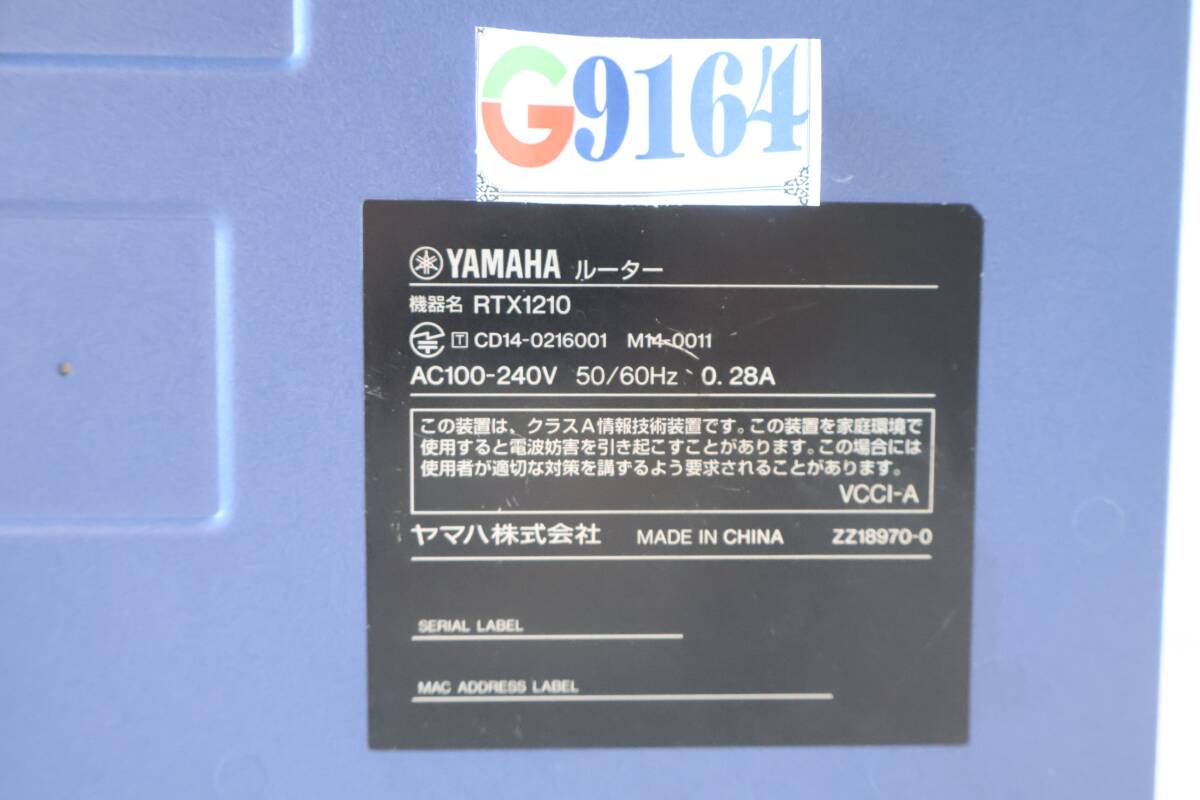 G9164
YAMAHA ルーター
機器名 RTX1210
T CD14-0216001 M14-0011
AC100-240V 50/60Hz 0.28A
この装置は、クラスA情報技術装置です。この装置を家庭環境で
使用すると電波妨害を引き起こすことがあります。この場合には
使用者が適切な対策を講ずるよう要求されることがあります。
VCCI-A
ヤマハ株式会社 MADE IN CHINA ZZ18970-0
SERIAL LABEL
MAC ADDRESS LABEL